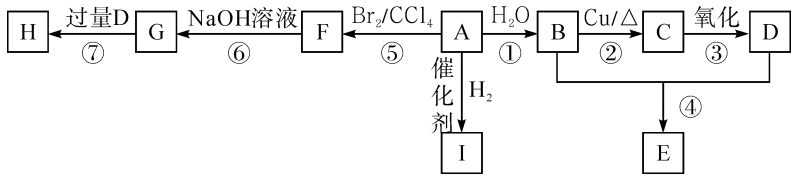 H 过量D ⑦ G NaOH溶液 ⑥ F Br₂/CCl₄ ⑤ A H₂O ① B Cu/△ ② C 氧化 ③ D
催化剂 H₂ ④
I E